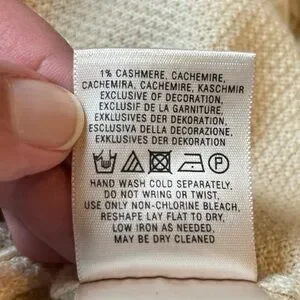 1% CASHMERE, CACHEMIRE,
CACHEMIRA, CACHEMIRE, KASCHMIR
EXCLUSIVE OF DECORATION,
EXCLUSIF DE LA GARNITURE,
EXKLUSIVES DER DEKORATION,
ESCLUSIVA DELLA DECORAZIONE,
EXKLUSIVES DER DEKORATION
P
HAND WASH COLD SEPARATELY,
DO NOT WRING OR TWIST,
USE ONLY NON-CHLORINE BLEACH,
RESHAPE LAY FLAT TO DRY,
LOW IRON AS NEEDED,
MAY BE DRY CLEANED